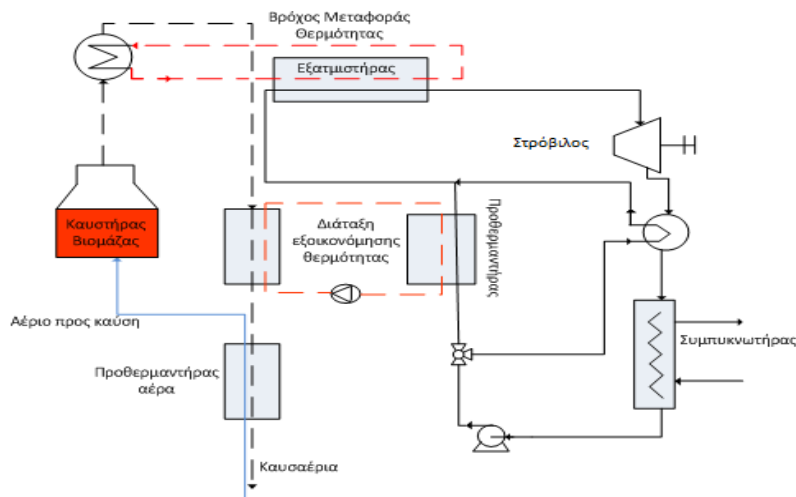 Βρόχος Μεταφοράς
Θερμότητας
Εξατμιστήρας
Στρόβιλος
Καυστήρας
Βιομάζας
Διάταξη
εξοικονόμησης
θερμότητας
Προθερμαντήρας
Αέριο προς καύση
Συμπυκνωτήρας
Προθερμαντήρας
αέρα
Καυσαέρια